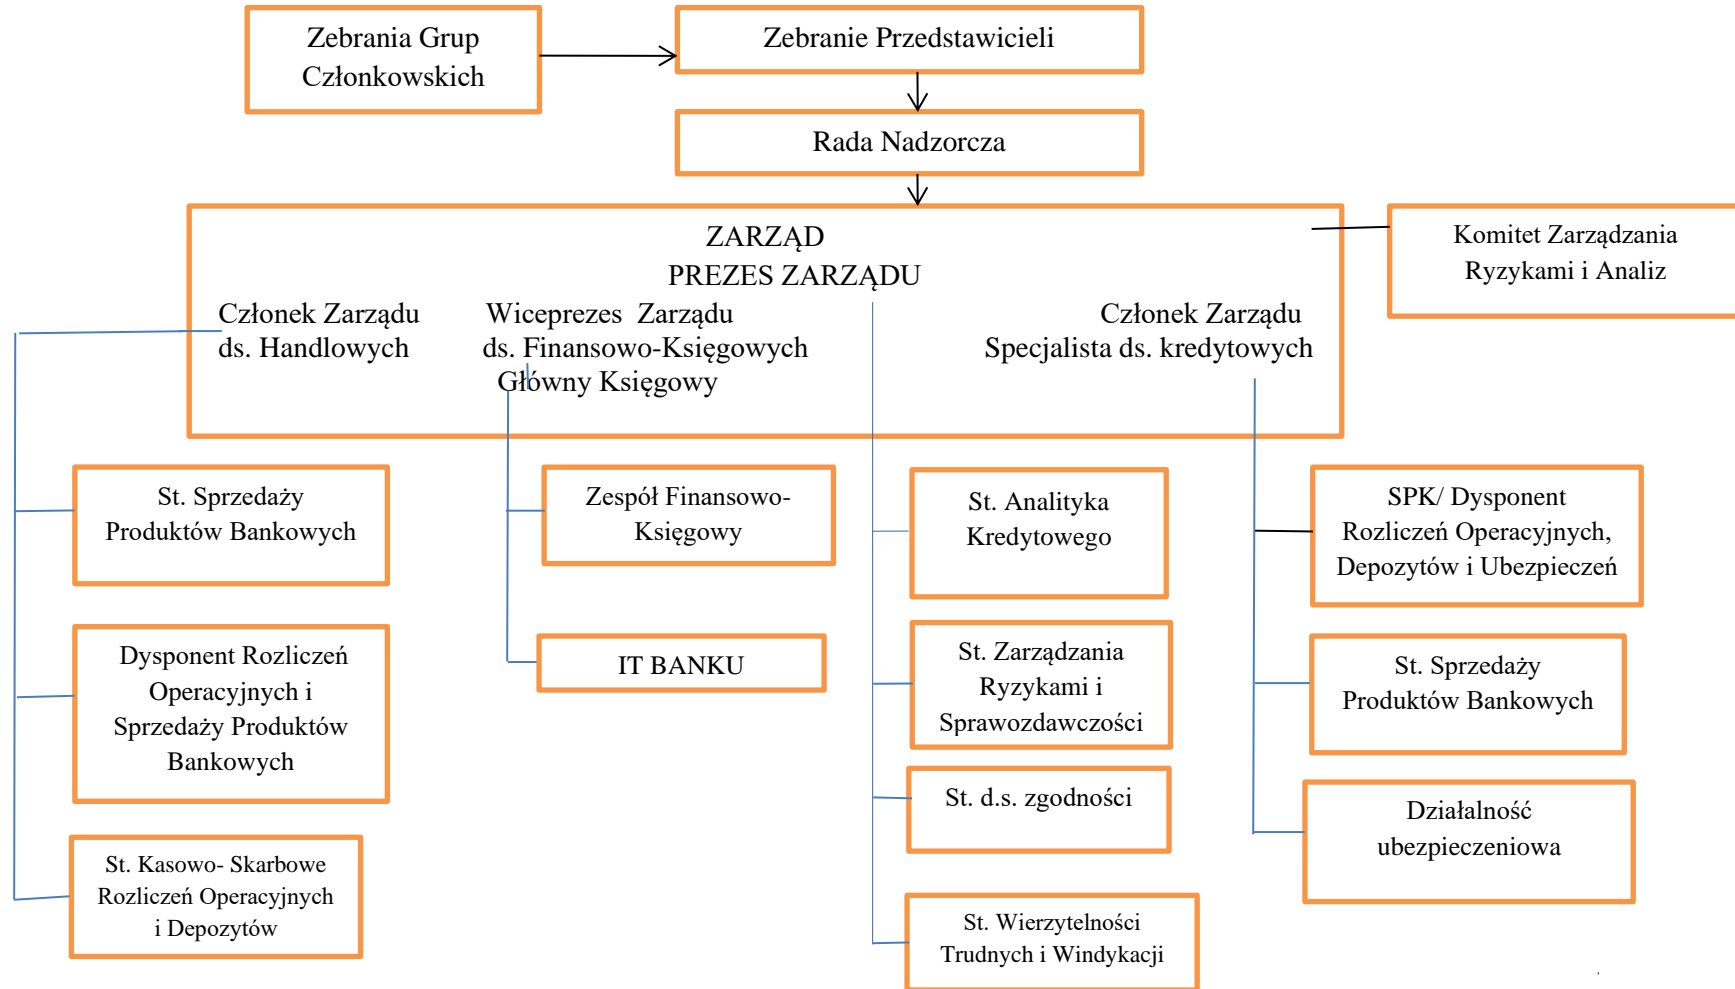 Zebrania Grup
Członkowskich
Zebranie Przedstawicieli
Rada Nadzorcza
ZARZĄD
PREZES ZARZĄDU
Członek Zarządu
ds. Handlowych
Wiceprezes Zarządu
ds. Finansowo-Księgowych
Główny Księgowy
Członek Zarządu
Specjalista ds. kredytowych
Komitet Zarządzania
Ryzykami i Analiz
St. Sprzedaży
Produktów Bankowych
Dysponent Rozliczeń
Operacyjnych i
Sprzedaży Produktów
Bankowych
St. Kasowo- Skarbowe
Rozliczeń Operacyjnych
i Depozytów
Zespół Finansowo-
Księgowy
IT BANKU
St. Analityka
Kredytowego
St. Zarządzania
Ryzykami i
Sprawozdawczości
St. d.s. zgodności
St. Wierzytelności
Trudnych i Windykacji
SPK/ Dysponent
Rozliczeń Operacyjnych,
Depozytów i Ubezpieczeń
St. Sprzedaży
Produktów Bankowych
Działalność
ubezpieczeniowa